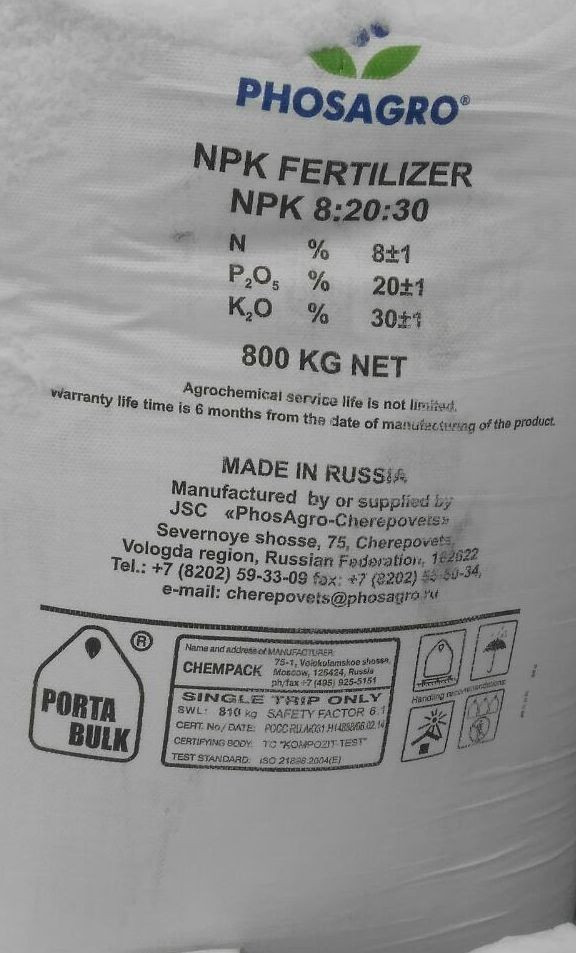 PHOSAGRO®
NPK FERTILIZER
NPK 8:20:30
N % 8±1
P₂O₅ % 20±1
K₂O % 30±1
800 KG NET
Agrochemical service life is not limited.
Warranty life time is 6 months from the date of manufacturing of the product.
MADE IN RUSSIA
Manufactured by or supplied by
JSC «PhosAgro-Cherepovets»
Severnoye shosse, 75, Cherepovets,
Vologda region, Russian Federation, 162622
Tel.: +7 (8202) 59-33-09 fax: +7 (8202)
e-mail: cherepovets@phosagro.ru
®
PORTA
BULK
Name and address of MANUFACTURER
CHEMPACK
75-1, Volokolamskoe shosse,
Moscow, 125424, Russia
ph/fax +7 (495) 925-5151
SINGLE TRIP ONLY
SWL: 810 kg SAFETY FACTOR 6:1
CERT. No/DATE:
CERTIFYING BODY: TC "KOMPOZIT-TEST"
TEST STANDARD: ISO 21898:2004(E)
Handling recommendations